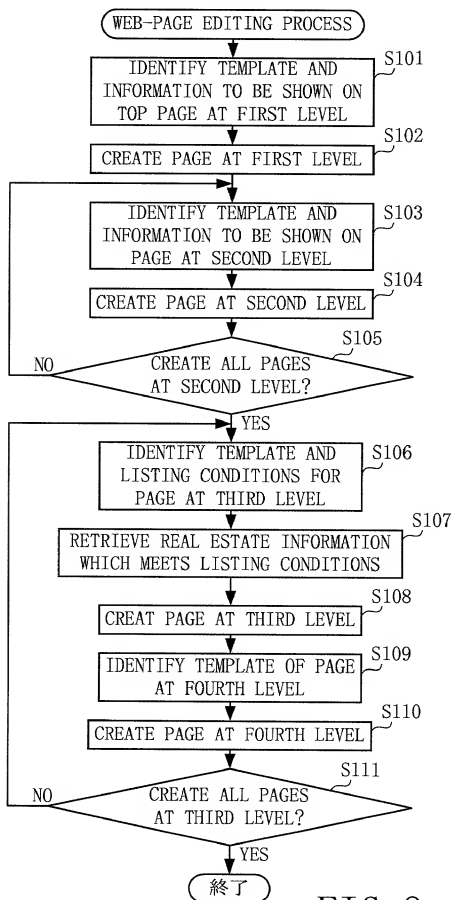 WEB-PAGE EDITING PROCESS
S101
IDENTIFY TEMPLATE AND
INFORMATION TO BE SHOWN ON
TOP PAGE AT FIRST LEVEL
S102
CREATE PAGE AT FIRST LEVEL
S103
IDENTIFY TEMPLATE AND
INFORMATION TO BE SHOWN ON
PAGE AT SECOND LEVEL
S104
CREATE PAGE AT SECOND LEVEL
S105
NO
CREATE ALL PAGES
AT SECOND LEVEL?
YES
S106
IDENTIFY TEMPLATE AND
LISTING CONDITIONS FOR
PAGE AT THIRD LEVEL
S107
RETRIEVE REAL ESTATE INFORMATION
WHICH MEETS LISTING CONDITIONS
S108
CREAT PAGE AT THIRD LEVEL
S109
IDENTIFY TEMPLATE OF PAGE
AT FOURTH LEVEL
S110
CREATE PAGE AT FOURTH LEVEL
S111
NO
CREATE ALL PAGES
AT THIRD LEVEL?
YES
終了